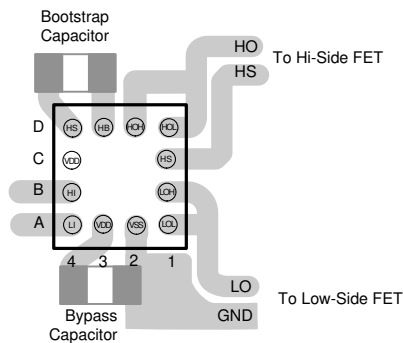 Bootstrap
Capacitor
HO
To Hi-Side FET
HS
D HS HB HOH HOL
C VDD HS
B HI LOH
A LI VDD VSS LOL
4 3 2 1
LO
To Low-Side FET
GND
Bypass
Capacitor